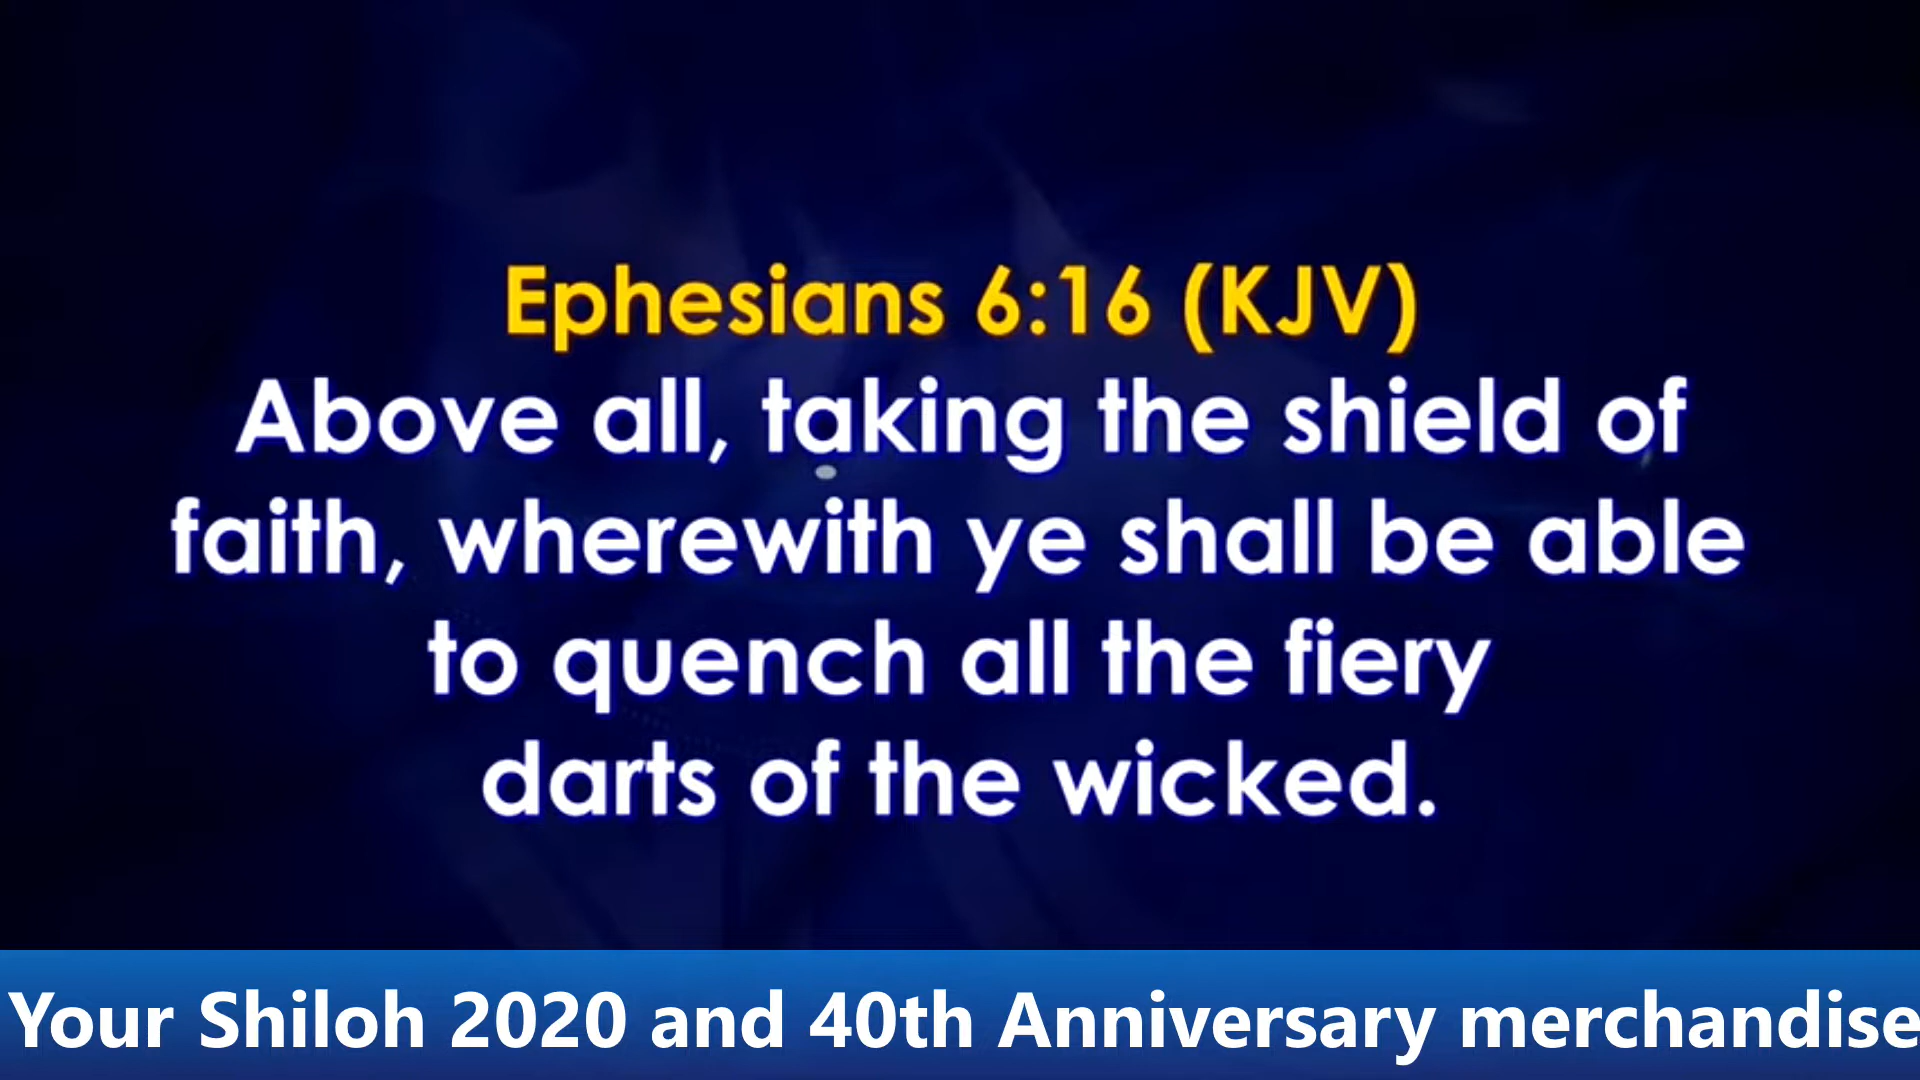 Ephesians 6:16 (KJV)
Above all, taking the shield of
faith, wherewith ye shall be able
to quench all the fiery
darts of the wicked.
Your Shiloh 2020 and 40th Anniversary merchandise